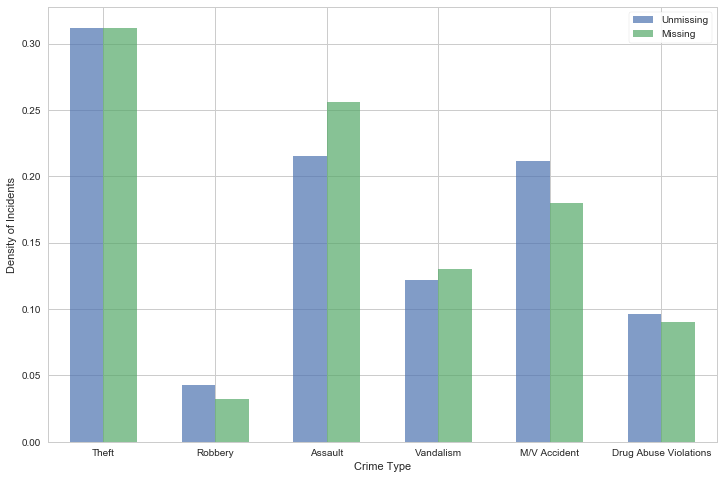 Unmissing
Missing
Density of Incidents
0.30
0.25
0.20
0.15
0.10
0.05
0.00
Theft
Robbery
Assault
Vandalism
M/V Accident
Drug Abuse Violations
Crime Type